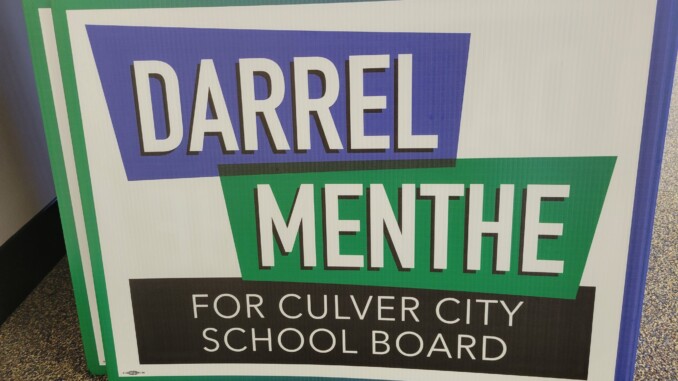 DARREL
MENTHE
FOR CULVER CITY
SCHOOL BOARD